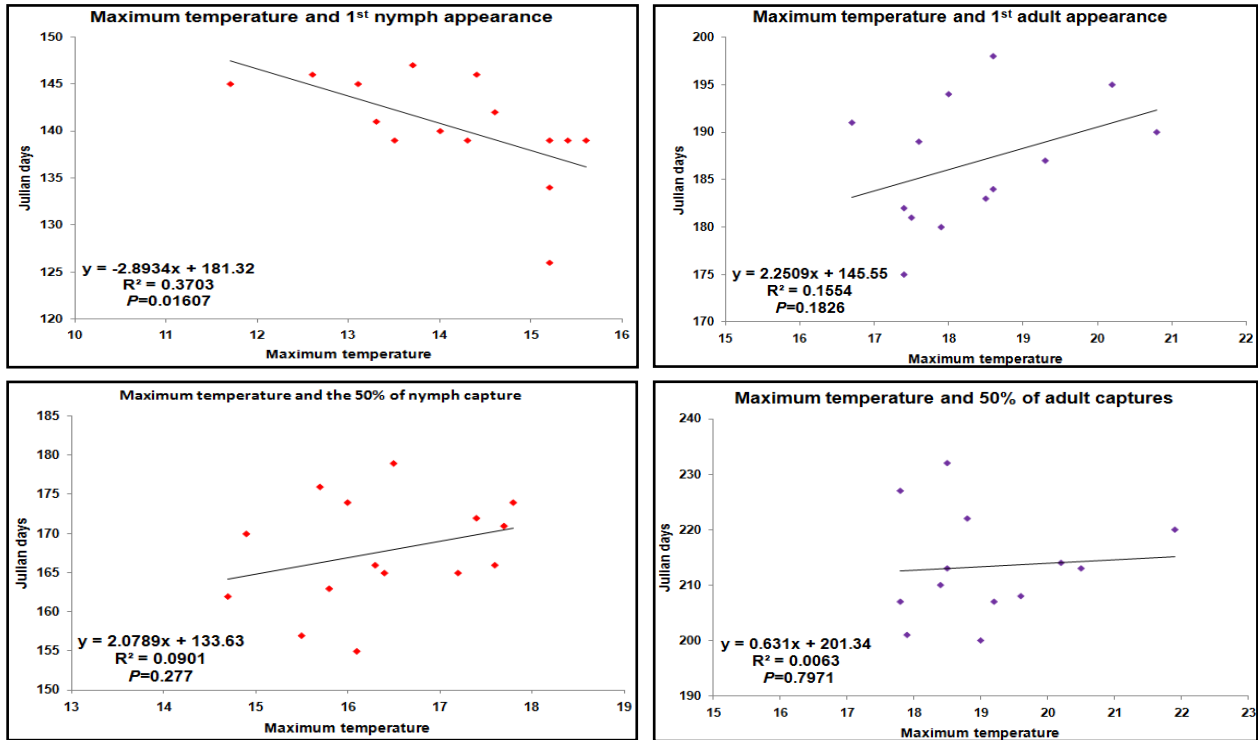 Maximum temperature and 1st nymph appearance
150
145
140
135
130
125
120
Julian days
y = -2.8934x + 181.32
R² = 0.3703
P=0.01607
10 11 12 13 14 15 16
Maximum temperature
Maximum temperature and 1st adult appearance
200
195
190
185
180
175
170
Julian days
y = 2.2509x + 145.55
R² = 0.1554
P=0.1826
15 16 17 18 19 20 21 22
Maximum temperature
Maximum temperature and the 50% of nymph capture
185
180
175
170
165
160
155
150
Julian days
y = 2.0789x + 133.63
R² = 0.0901
P=0.277
13 14 15 16 17 18 19
Maximum temperature
Maximum temperature and 50% of adult captures
240
230
220
210
200
190
Julian days
y = 0.631x + 201.34
R² = 0.0063
P=0.7971
15 16 17 18 19 20 21 22 23
Maximum temperature